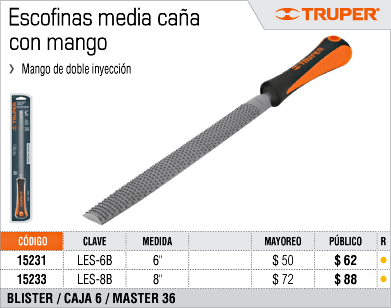 Escofinas media caña
con mango
TRUPER®
❯ Mango de doble inyección
CÓDIGO CLAVE MEDIDA MAYOREO PÚBLICO R
15231 LES-6B 6" $ 50 $ 62
15233 LES-8B 8" $ 72 $ 88
BLISTER / CAJA 6 / MASTER 36